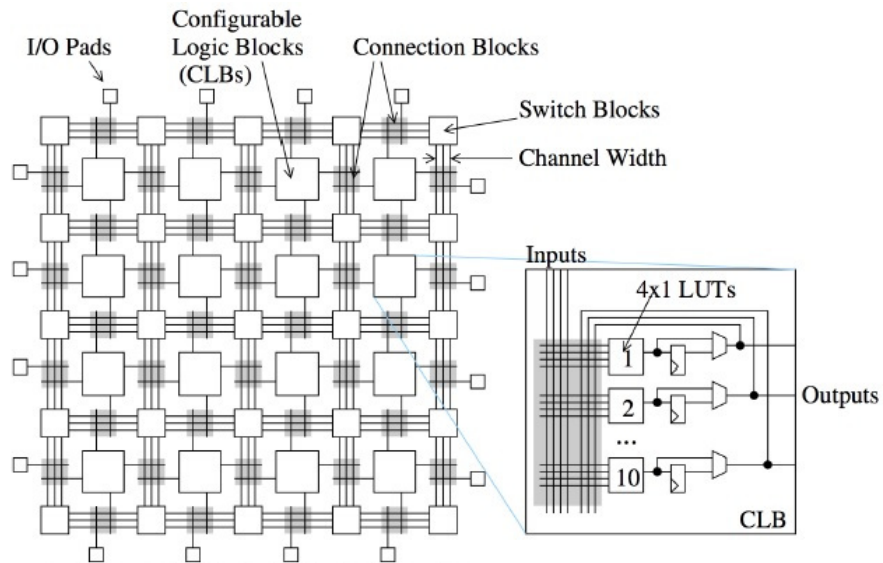 Configurable
Logic Blocks
(CLBs)
I/O Pads
Connection Blocks
Switch Blocks
Channel Width
Inputs
4x1 LUTs
1
2
...
10
Outputs
CLB